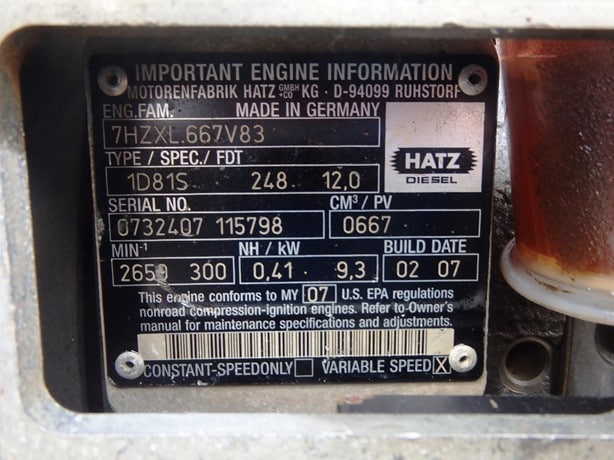 IMPORTANT ENGINE INFORMATION
MOTORENFABRIK HATZ GMBH +CO KG · D-94099 RUHSTORF
ENG.FAM. MADE IN GERMANY
7HZXL.667V83
TYPE / SPEC./ FDT
1D81S 248 12,0
HATZ
DIESEL
SERIAL NO. CM³ / PV
0732407 115798 0667
MIN⁻¹ NH / kW BUILD DATE
2659 300 0,41 9,3 02 07
This engine conforms to MY 07 U.S. EPA regulations
nonroad compression-ignition engines. Refer to Owner's
manual for maintenance specifications and adjustments.
CONSTANT-SPEEDONLY VARIABLE SPEED X